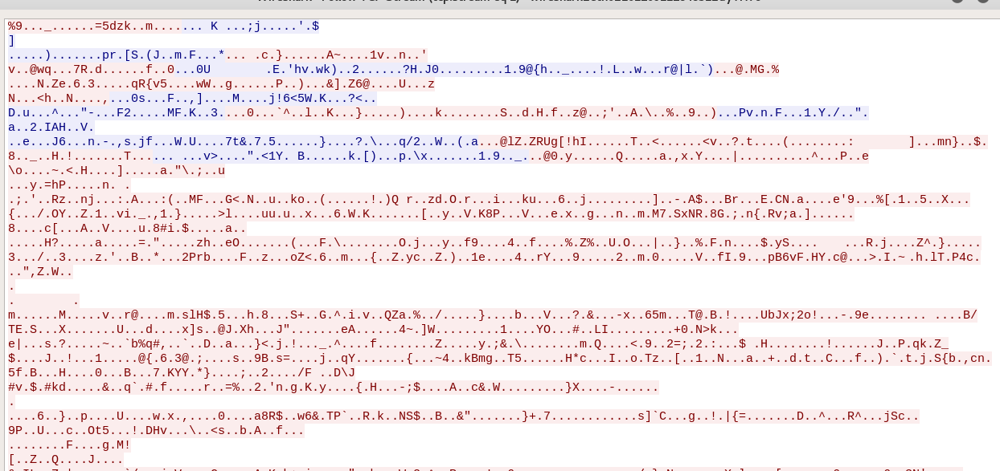 %9..._......=5dzk..m....... K ...;j.....'.$
]
.....).......pr.[S.(J..m.F...*... .c.}......A~....1v..n..'
v..@wq...7R.d......f..0...0U       .E.'hv.wk)..2......?H.J0.........1.9@{h.._....!.L..w...r@|l.`)...@.MG.%
....N.Ze.6.3.....qR{v5....wW..g......P..)...&].Z6@....U...z
N...<h..N....,...0s...F..,]....M....j!6<5W.K...?<..
D.u...^..."-...F2.....MF.K..3....0...`^..l..K...}.....)....k........S..d.H.f..z@..;'..A.\..%..9..)...Pv.n.F...1.Y./..".
a..2.IAH..V.
..e...J6...n.-.,s.jf...W.U....7t&.7.5......}....?.\...q/2..W..(.a...@lZ.ZRUg[!hI......T..<......<v..?.t....(........:        ]...mn}..$.
8.._...H.!.......T... ...v>....".<1Y. B......k.[)...p.\x.......1.9.._...@0.y......Q.....a.,x.Y....|..........^...P..e
\o....~.<.H....].....a."\.;..u
...y.=hP.....n. .
.;.'..Rz..nj...:.A...:(..MF...G<.N..u..ko..(......!.)Q r..zd.O.r...i...ku...6..j.........]..-.A$...Br...E.CN.a....e'9...%[.1..5..X...
{.../.OY..Z.1..vi._.,1.}.....>l....uu.u..x...6.W.K.......[..y..V.K8P...V...e.x..g...n..m.M7.SxNR.8G.;.n{.Rv;a.]......
8....c[...A..V....u.8#i.$.....a..
.....H?.....a.....=.".....zh..eO.......(...F.\........O.j...y..f9....4..f....%.Z%..U.O...|..}..%.F.n....$.yS....    ...R.j....Z^.}.....
3.../..3....z.'..B..*...2Prb....F..z...oZ<.6..m...{..Z.yc..Z.)..1e....4..rY...9.....2..m.0.....V..fI.9...pB6vF.HY.c@...>.I.~.h.lT.P4c.
..",Z.W..
.
.        .
m......M.....v..r@....m.slH$.5...h.8...S+..G.^.i.v..QZa.%../.....}....b...V...?.&...-x..65m...T@.B.!....UbJx;2o!...-.9e........ ....B/
TE.S...X.......U...d....x]s..@J.Xh...J".......eA......4~.]W.........1....YO...#..LI.........+0.N>k...
e|...s.?.....~..`b%q#,..`..D..a...}<.j.!..._.^....f........Z.....y.;&.\........m.Q....<.9..2=;.2.:...$ .H........!......J..P.qk.Z_
$....J..!...1.....@{.6.3@.;....s..9B.s=....j..qY.......{...~4..kBmg..T5......H*c...I..o.Tz..[..1..N...a..+..d.t..C...f..).`.t.j.S{b.,cn.
5f.B...H....0...B...7.KYY.*}....;..2..../F ..D\J
#v.$.#kd.....&..q`.#.f.....r..=%..2.'n.g.K.y....{.H...-;$....A..c&.W.........}X....-......
.
....6..}..p....U....w.x.,....0....a8R$..w6&.TP`..R.k..NS$..B..&".......}+.7............s]`C...g..!.|{=.......D..^...R^...jSc..
9P..U...c..Ot5...!.DHv...\..<s..b.A..f...
........F....g.M!
[..Z..Q....J....